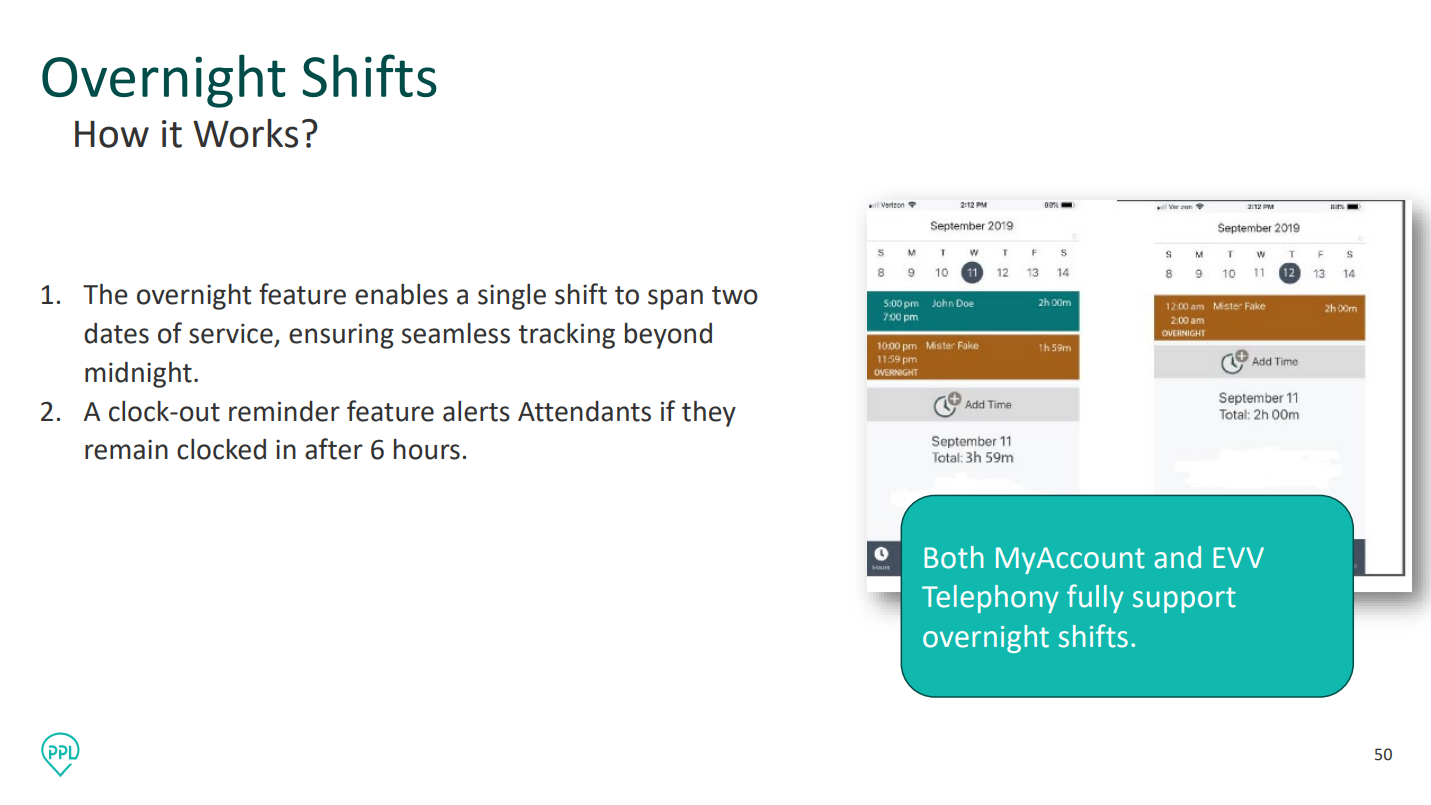 Overnight Shifts
How it Works?
1. The overnight feature enables a single shift to span two
dates of service, ensuring seamless tracking beyond
midnight.
2. A clock-out reminder feature alerts Attendants if they
remain clocked in after 6 hours.
Verizon 2:12 PM 88%
September 2019
S M T W T F S
8 9 10 11 12 13 14
5:00 pm John Doe 2h 00m
7:00 pm
10:00 pm Mister Fake 1h 59m
11:59 pm
OVERNIGHT
Add Time
September 11
Total: 3h 59m
Hours
Verizon 2:12 PM 88%
September 2019
S M T W T F S
8 9 10 11 12 13 14
12:00 am Mister Fake 2h 00m
2:00 am
OVERNIGHT
Add Time
September 11
Total: 2h 00m
Both MyAccount and EVV
Telephony fully support
overnight shifts.
PPL
50